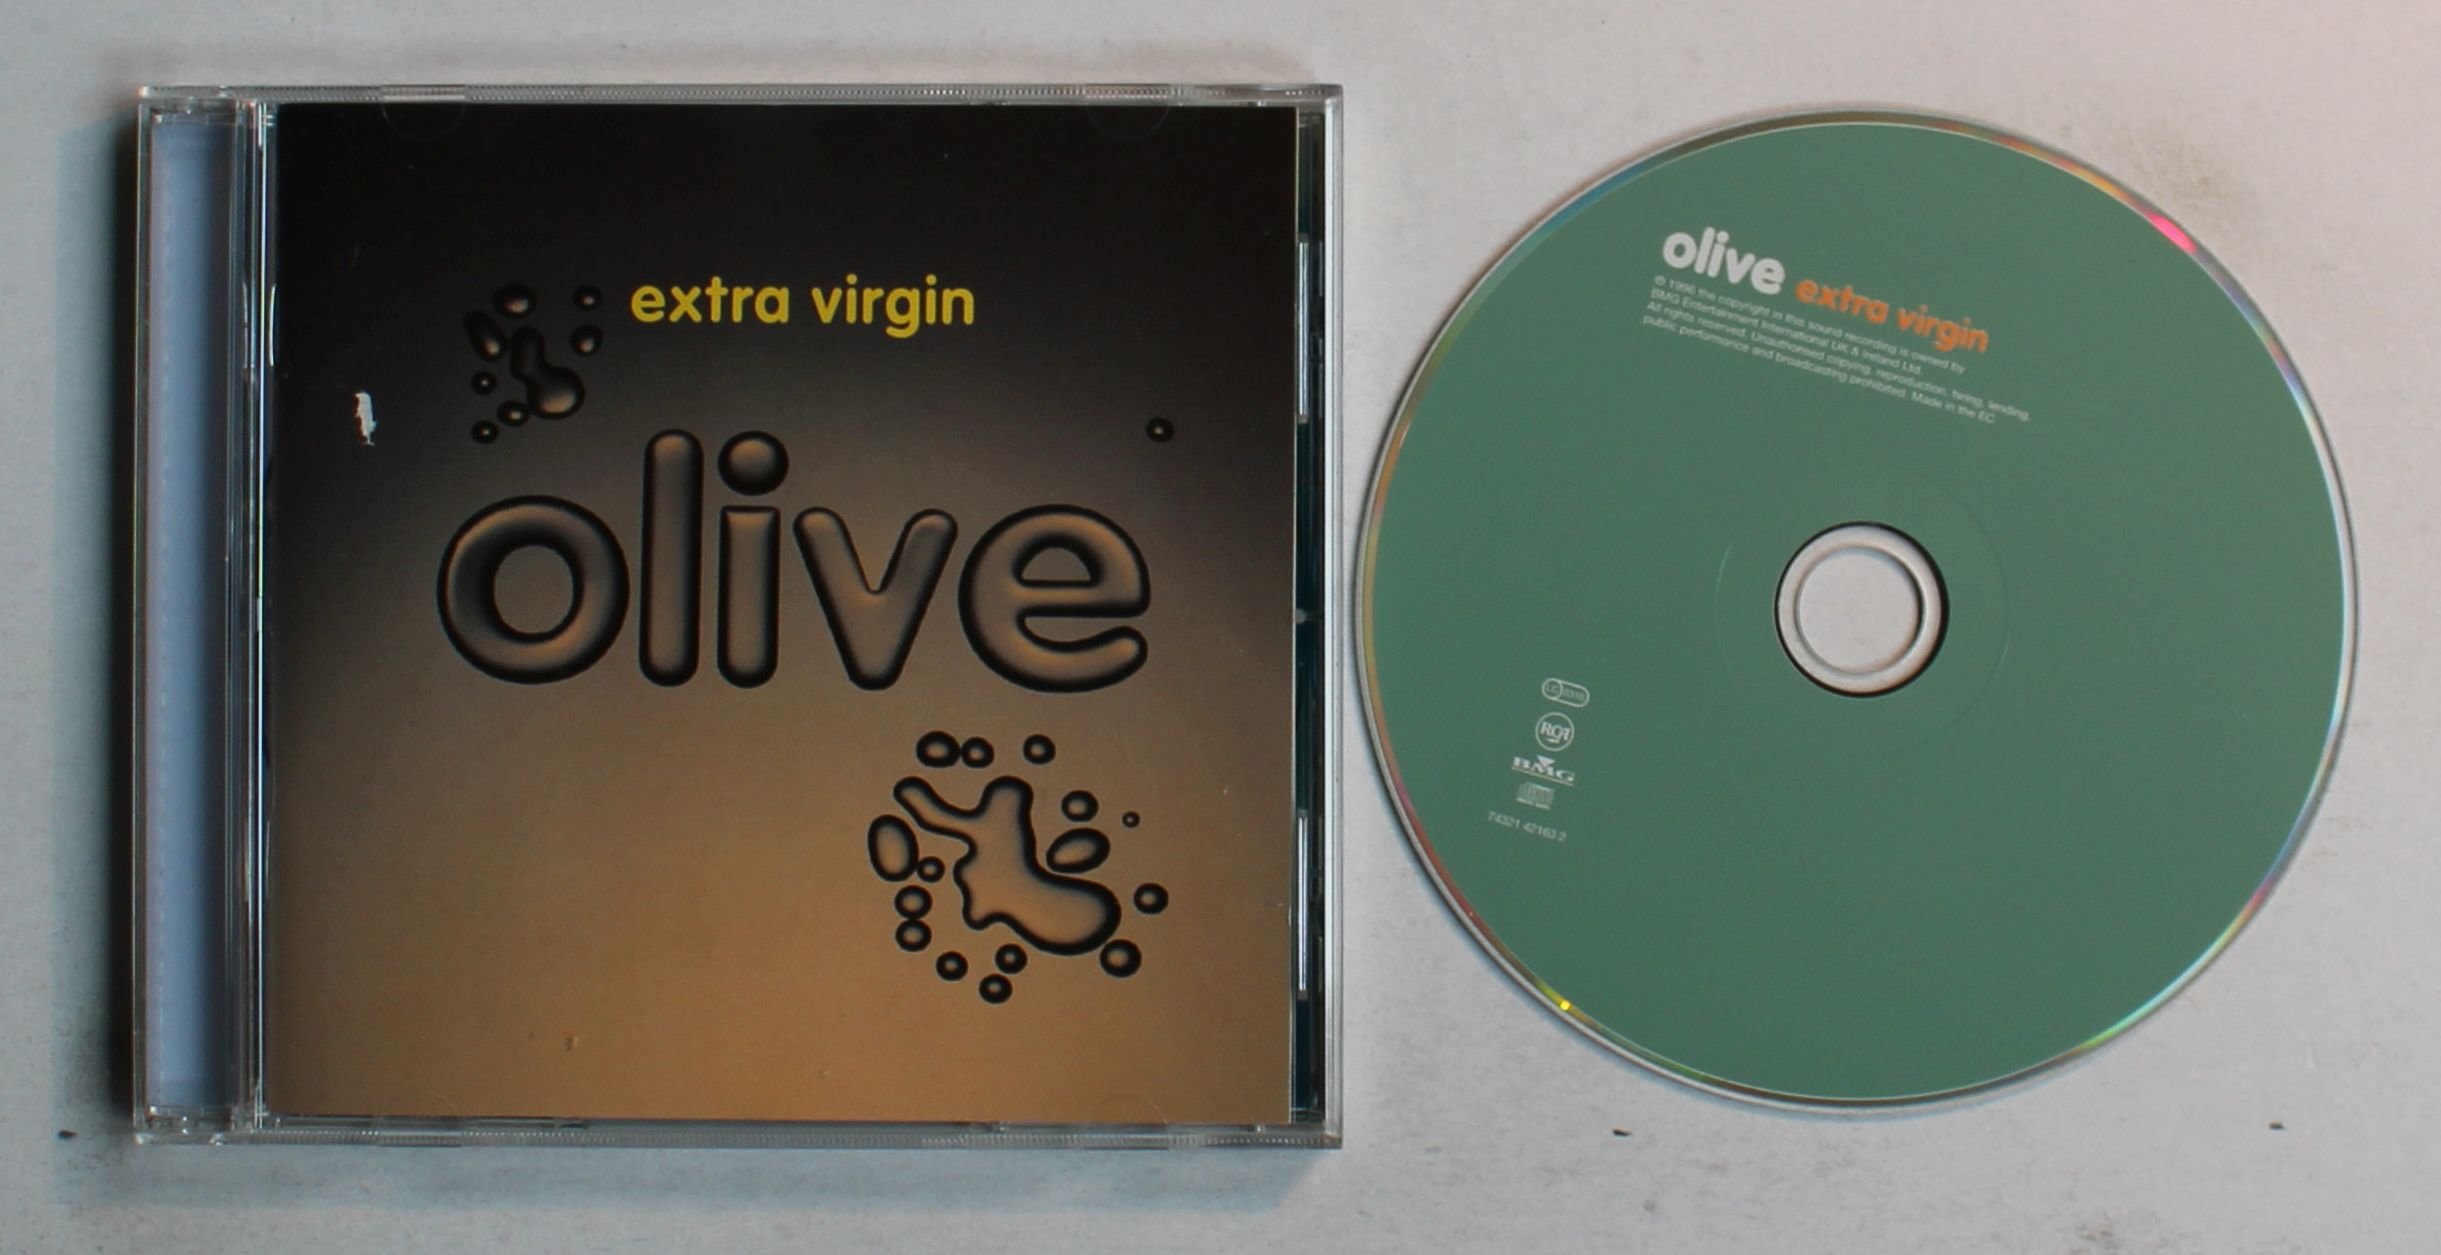 extra virgin
olive
olive extra virgin
℗ 1996 the copyright in this sound recording is owned by
BMG Entertainment International UK & Ireland Ltd.
All rights reserved. Unauthorised copying, reproduction, hiring, lending,
public performance and broadcasting prohibited. Made in the EC
LC
RCA
BMG
74321 42163 2